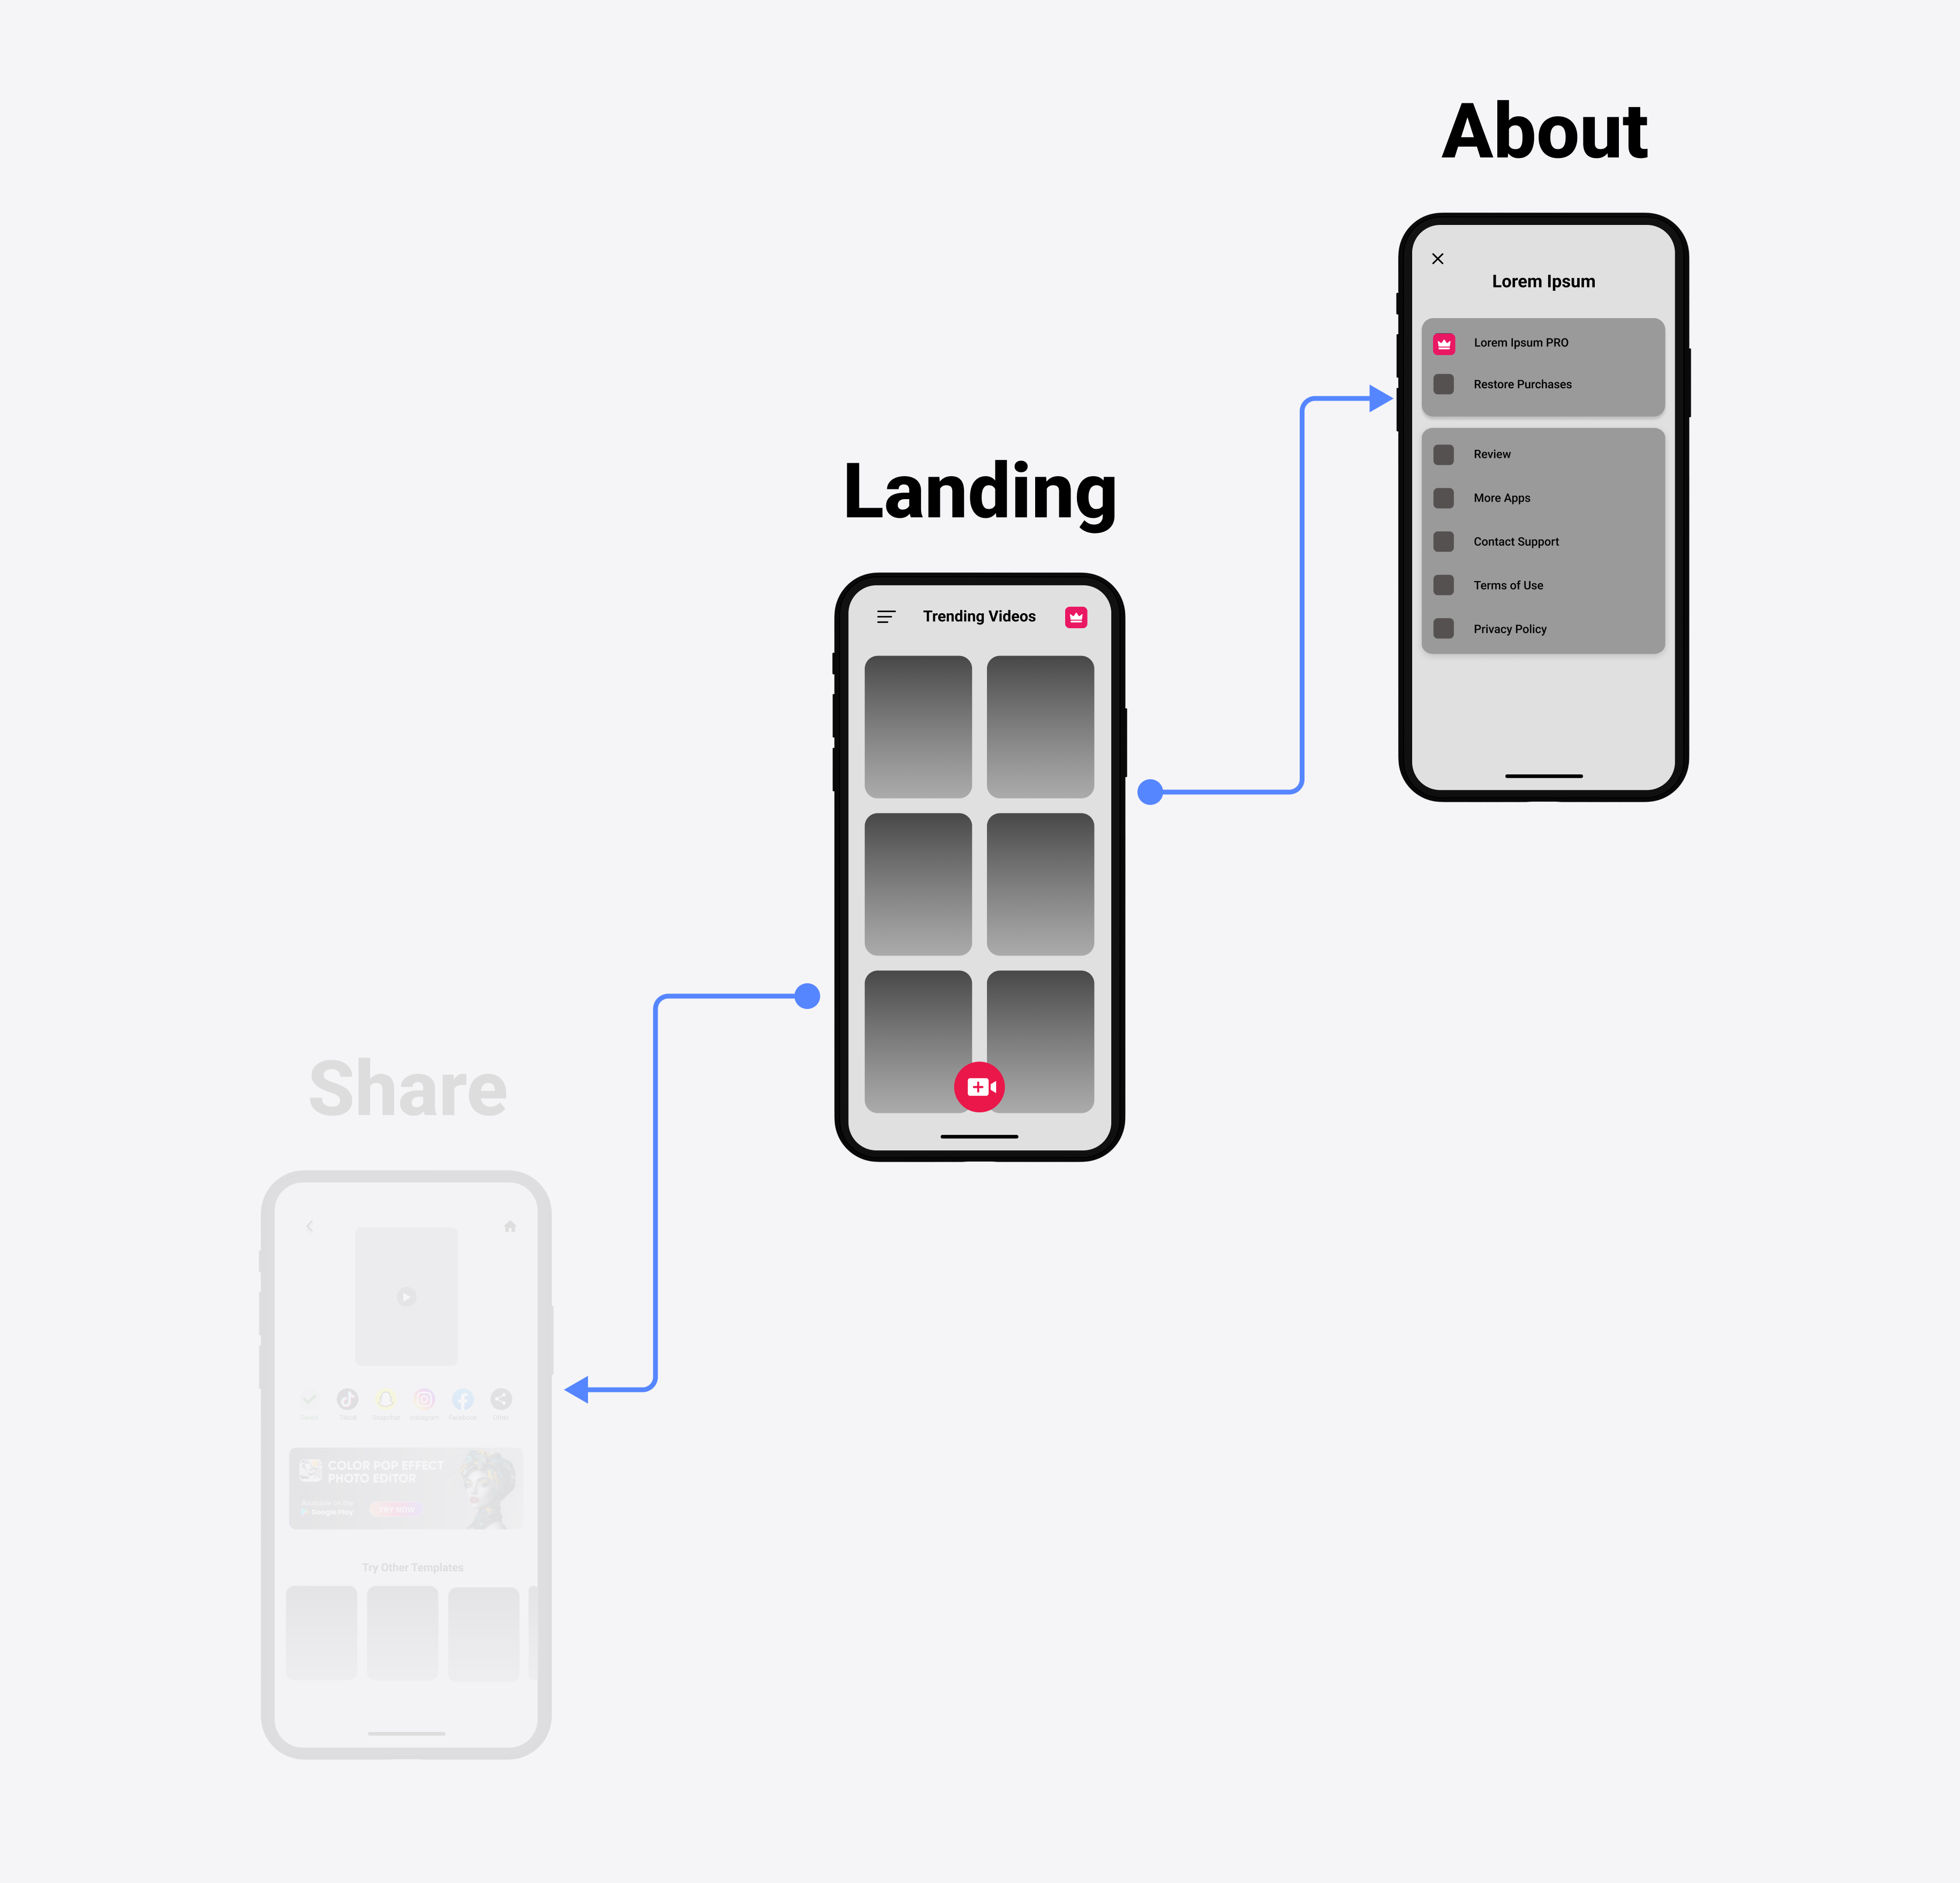 About
Lorem Ipsum
Lorem Ipsum PRO
Restore Purchases
Review
More Apps
Contact Support
Terms of Use
Privacy Policy
Landing
Trending Videos
Share
Tiktok Snapchat Instagram Facebook Other
COLOR POP EFFECT
PHOTO EDITOR
Available on the
Google Play
TRY NOW
Try Other Templates